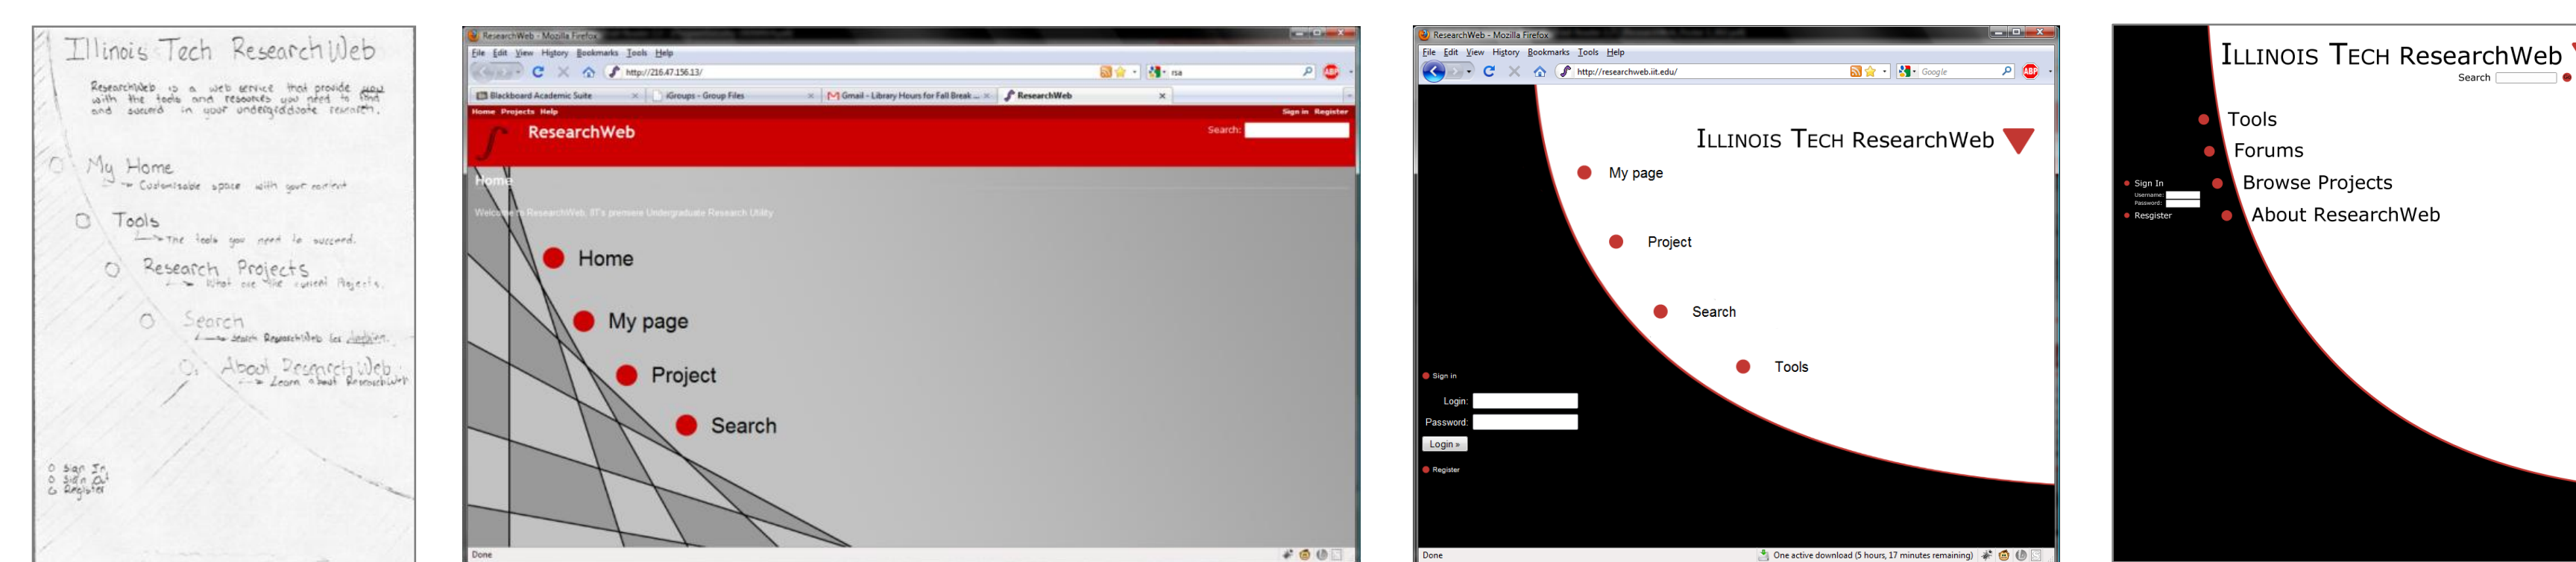 Illinois Tech ResearchWeb
ResearchWeb is a web service that provide you
with the tools and resources you need to find
and succeed in your undergraduate research.
My Home
Customizable space with your content
Tools
The tools you need to succeed.
Research Projects
What are the current Projects.
Search
Search ResearchWeb for
About ResearchWeb
Learn about ResearchWeb
Sign In
Sign Out
Register
ResearchWeb - Mozilla Firefox
File Edit View History Bookmarks Tools Help
http://216.47.156.13/
rsa
ABP
Blackboard Academic Suite
iGroups - Group Files
Gmail - Library Hours for Fall Break ...
ResearchWeb
Home Projects Help
Sign in Register
ResearchWeb
Search:
Home
Welcome to ResearchWeb, IIT's premiere Undergraduate Research Utility
Home
My page
Project
Search
Done
ResearchWeb - Mozilla Firefox
File Edit View History Bookmarks Tools Help
http://researchweb.iit.edu/
Google
ABP
ILLINOIS TECH ResearchWeb
My page
Project
Search
Tools
Sign in
Login:
Password:
Login »
Register
Done
One active download (5 hours, 17 minutes remaining)
ILLINOIS TECH ResearchWeb
Search
Tools
Forums
Browse Projects
About ResearchWeb
Sign In
Username:
Password:
Resgister